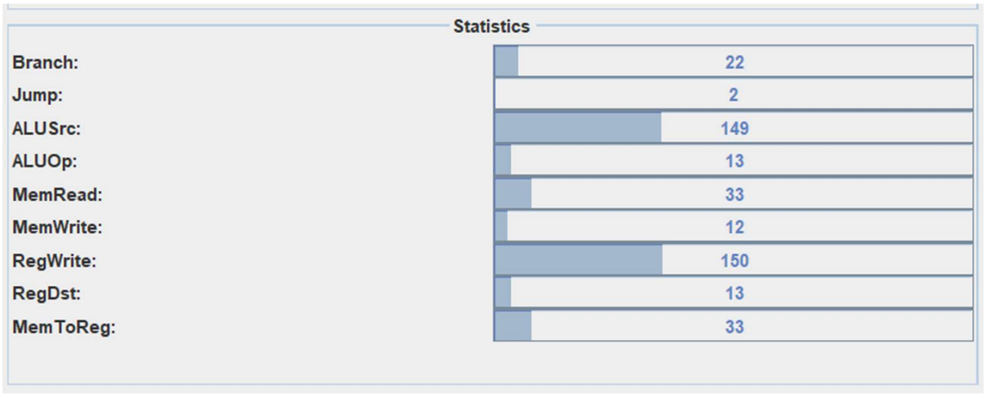 Statistics
Branch: 22
Jump: 2
ALUSrc: 149
ALUOp: 13
MemRead: 33
MemWrite: 12
RegWrite: 150
RegDst: 13
MemToReg: 33